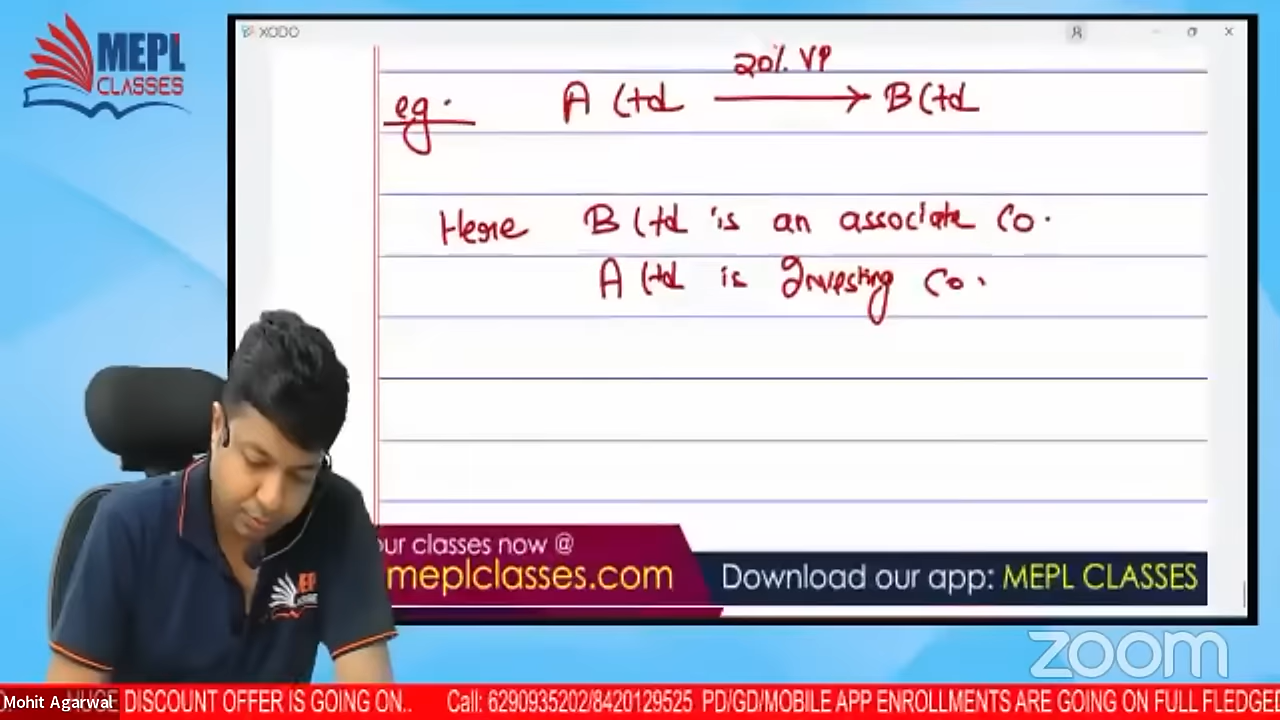 MEPL
CLASSES
XODO
20% VP
eg. A Ltd → B Ltd
Here B Ltd is an associate Co.
A Ltd is Investing Co.
our classes now @
meplclasses.com
Download our app: MEPL CLASSES
zoom
Mohit Agarwal
HUGE DISCOUNT OFFER IS GOING ON.. Call: 6290935202/8420129525 PD/GD/MOBILE APP ENROLLMENTS ARE GOING ON FULL FLEDGED